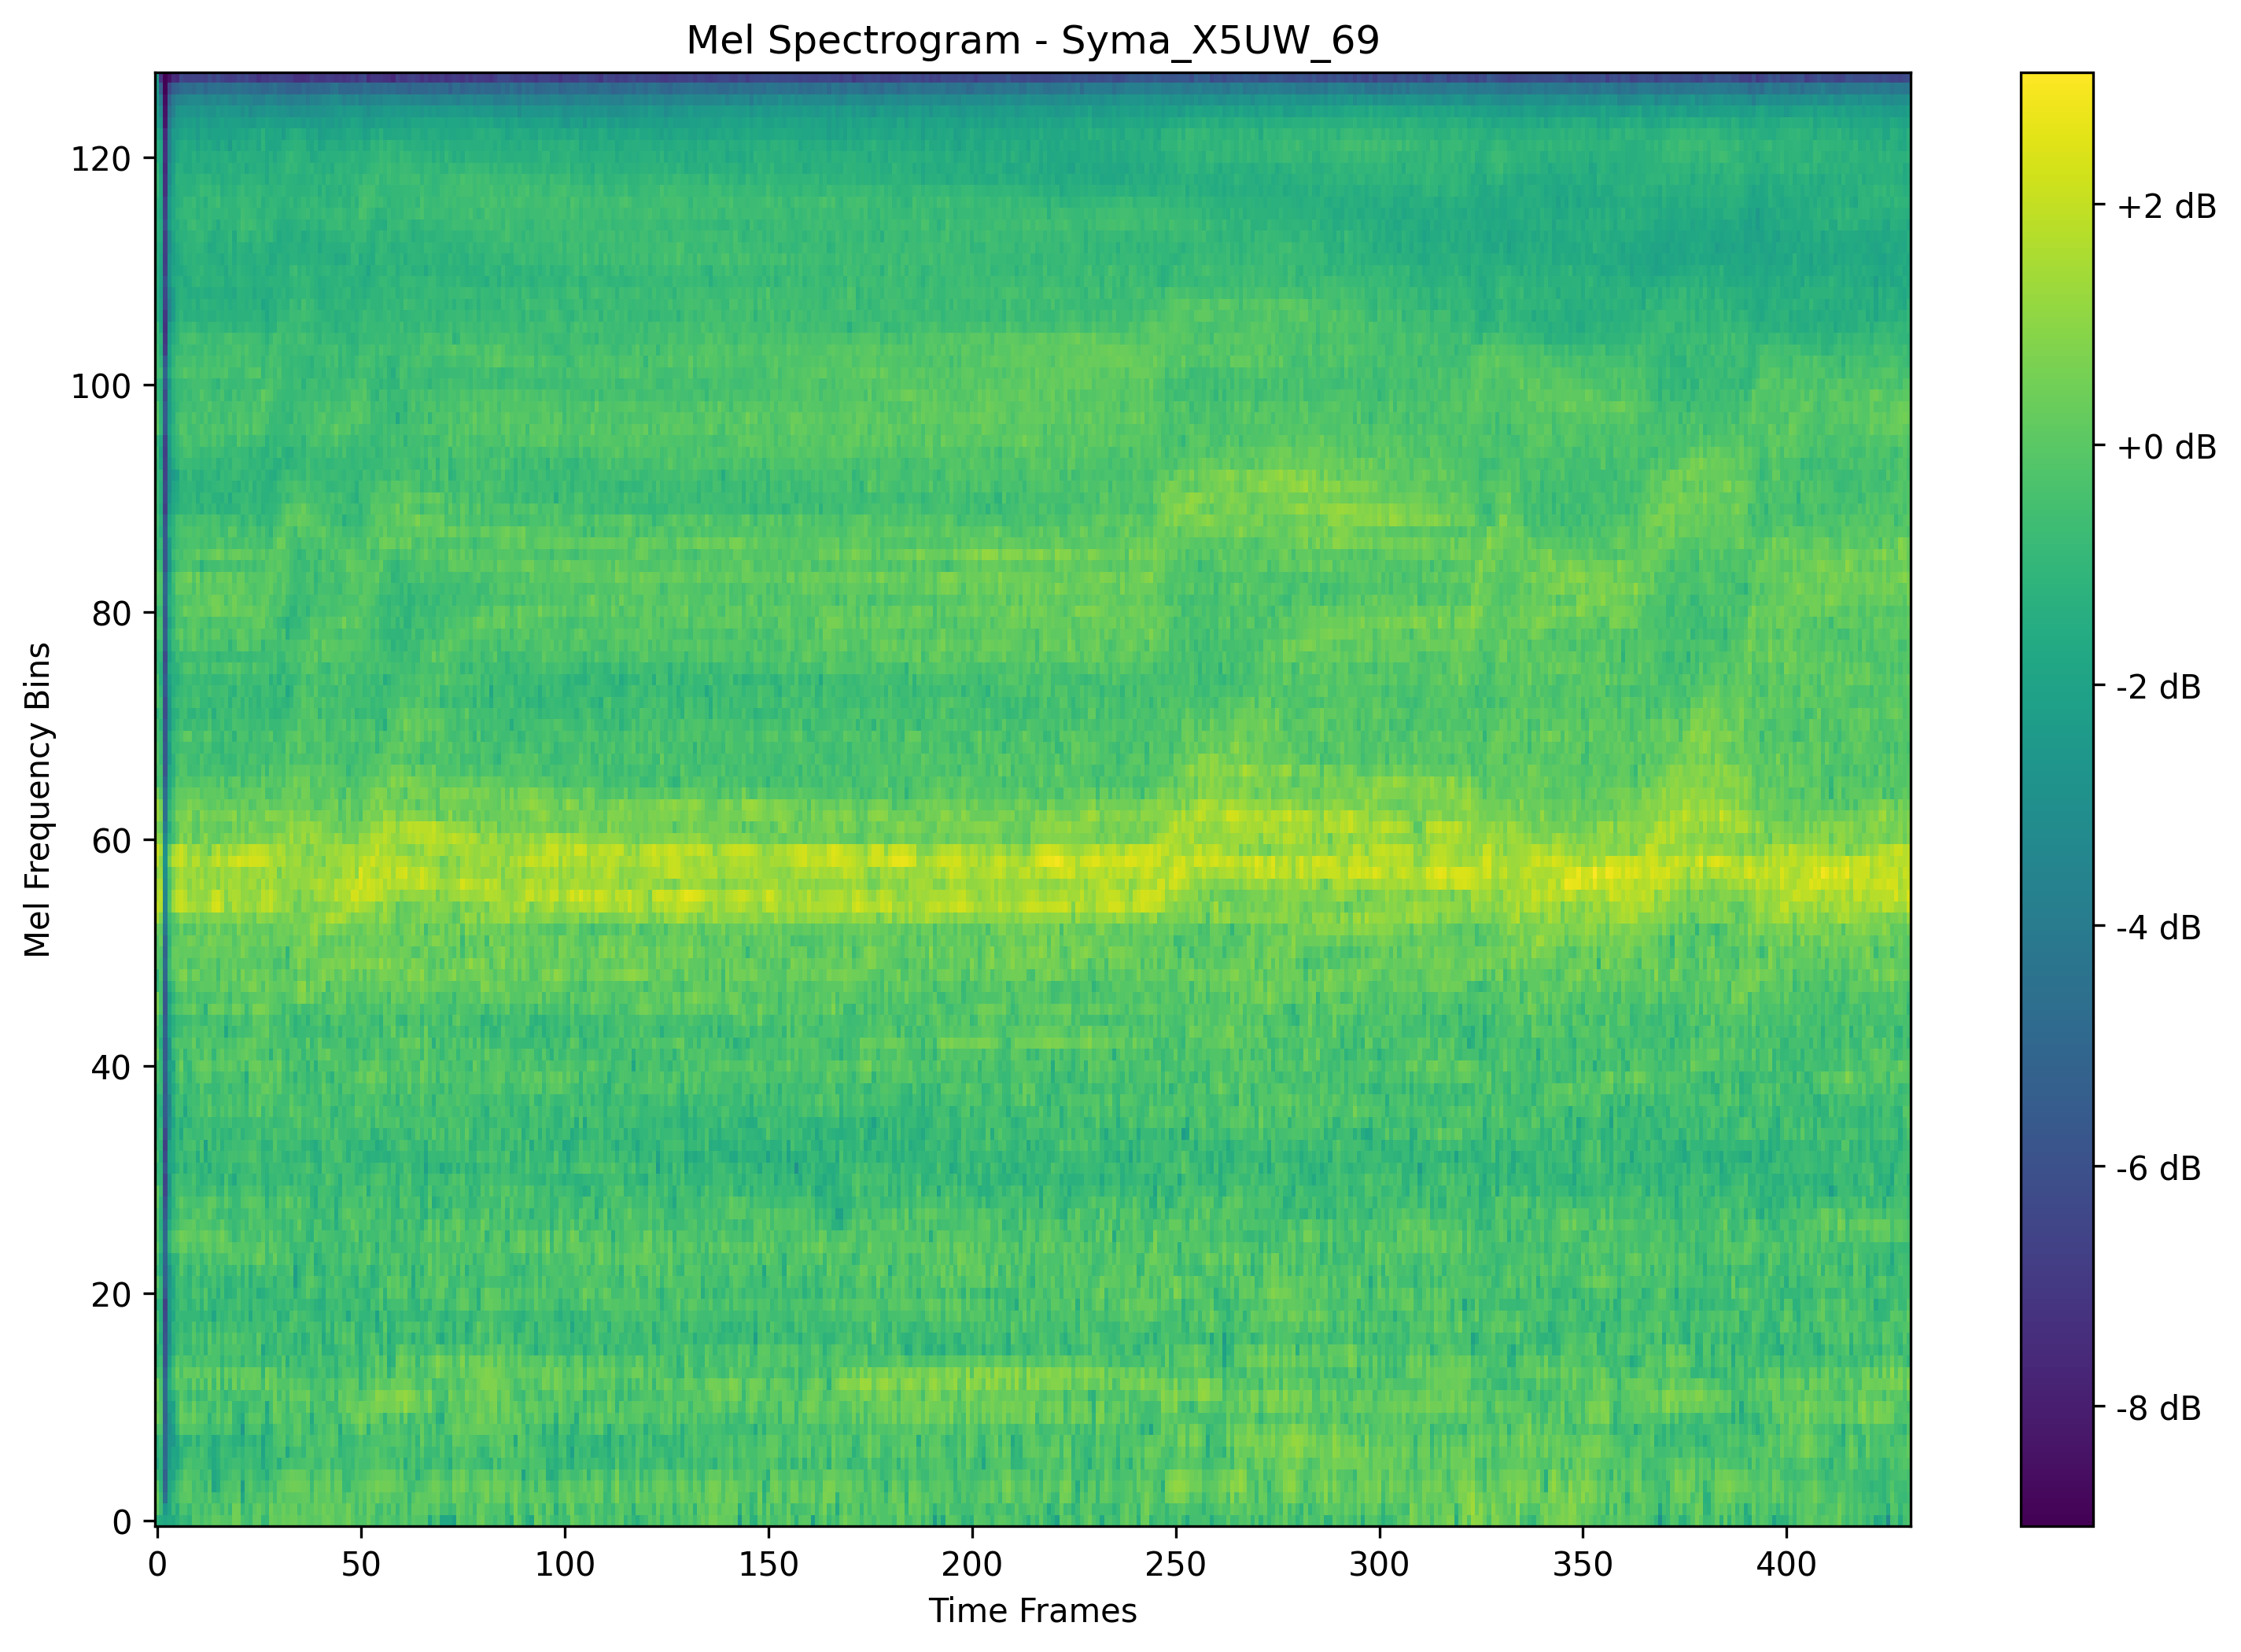 Mel Spectrogram - Syma_X5UW_69
Mel Frequency Bins
120
100
80
60
40
20
0
0 50 100 150 200 250 300 350 400
Time Frames
+2 dB
+0 dB
-2 dB
-4 dB
-6 dB
-8 dB